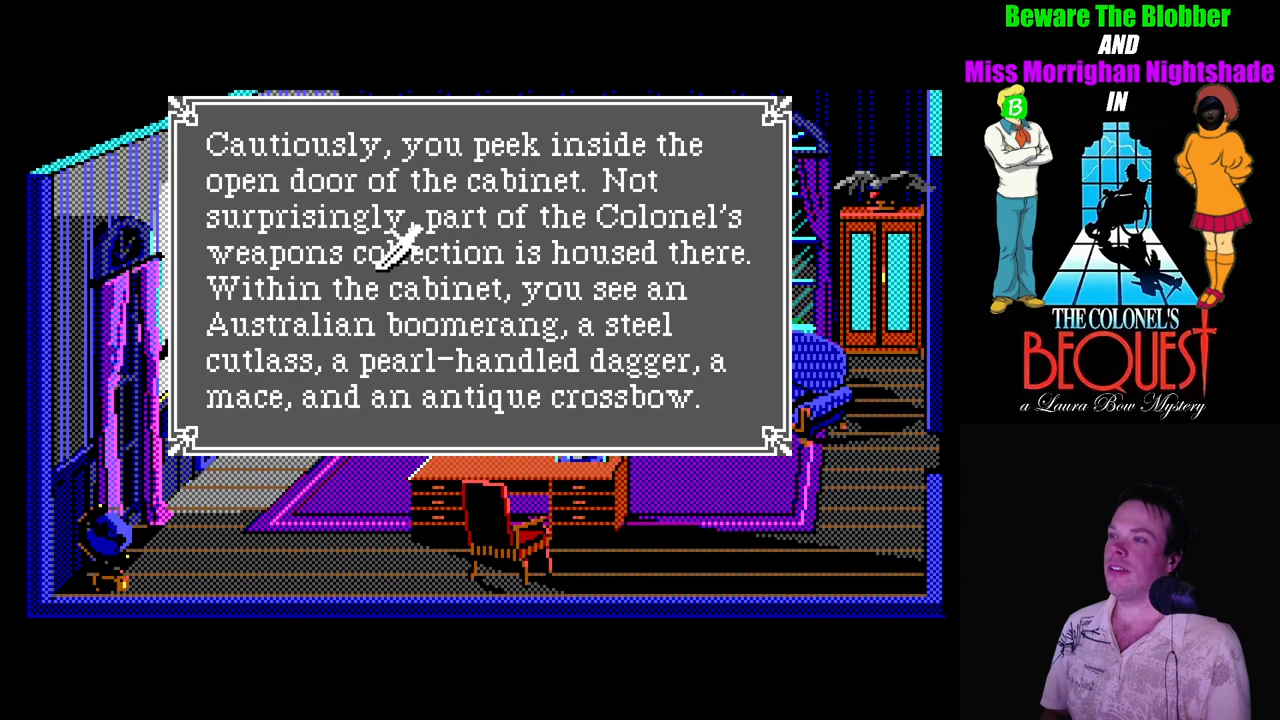 Cautiously, you peek inside the
open door of the cabinet. Not
surprisingly, part of the Colonel's
weapons collection is housed there.
Within the cabinet, you see an
Australian boomerang, a steel
cutlass, a pearl-handled dagger, a
mace, and an antique crossbow.
Beware The Blobber
AND
Miss Morrighan Nightshade
IN
B
THE COLONEL'S
BEQUEST
a Laura Bow Mystery